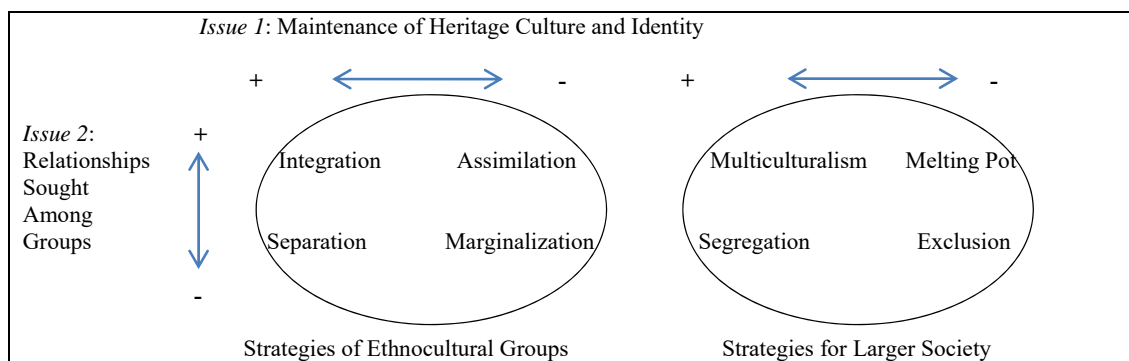 Issue 1: Maintenance of Heritage Culture and Identity
+ - + -
Issue 2: +
Relationships Integration Assimilation Multiculturalism Melting Pot
Sought
Among
Groups Separation Marginalization Segregation Exclusion
-
Strategies of Ethnocultural Groups Strategies for Larger Society